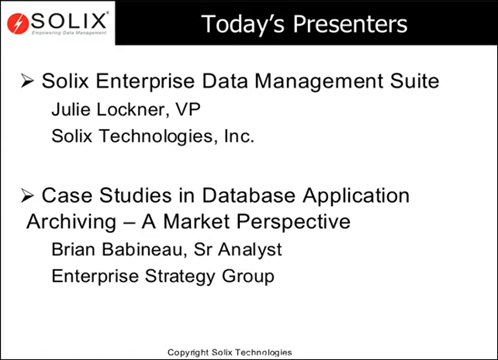 SOLIX
Empowering Data Management
Today's Presenters
➢ Solix Enterprise Data Management Suite
Julie Lockner, VP
Solix Technologies, Inc.
➢ Case Studies in Database Application
Archiving – A Market Perspective
Brian Babineau, Sr Analyst
Enterprise Strategy Group
Copyright Solix Technologies